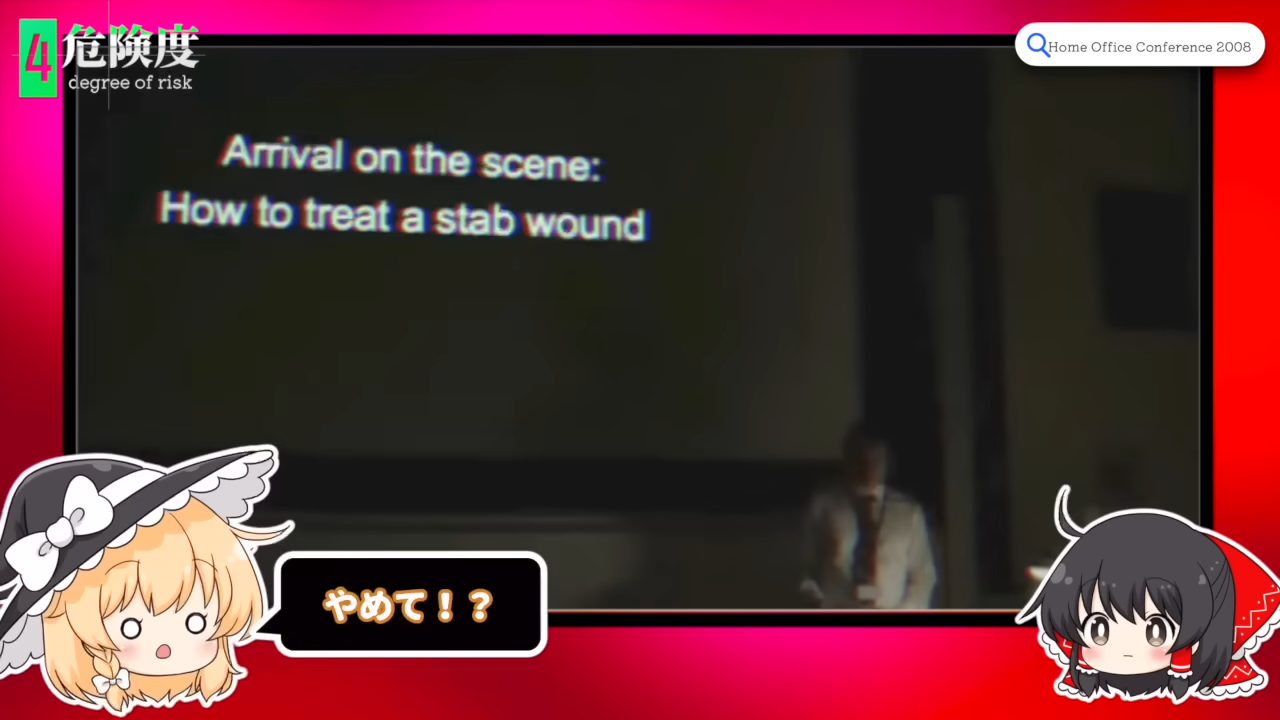 4
危険度
degree of risk
Home Office Conference 2008
Arrival on the scene:
How to treat a stab wound
やめて！？